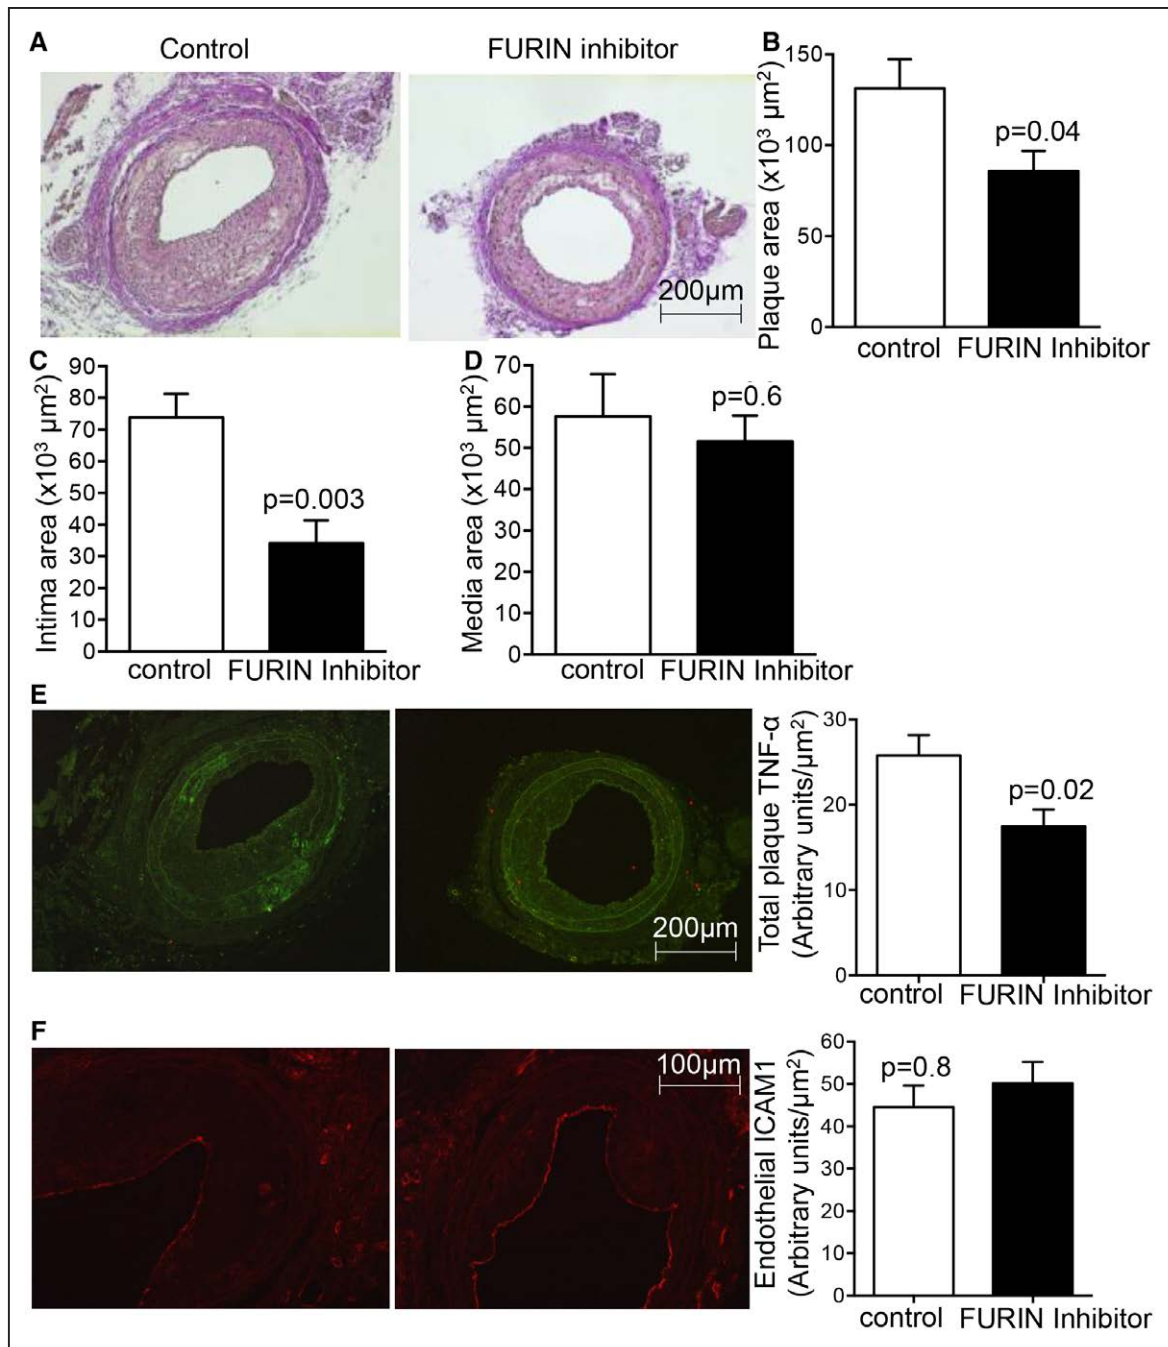 A
Control
FURIN inhibitor
200µm
B
Plaque area (x10³ µm²)
150
100
50
0
p=0.04
control
FURIN Inhibitor
C
Intima area (x10³ µm²)
90
80
70
60
50
40
30
20
10
0
p=0.003
control
FURIN Inhibitor
D
Media area (x10³ µm²)
70
60
50
40
30
20
10
0
p=0.6
control
FURIN Inhibitor
E
200µm
Total plaque TNF-α
(Arbitrary units/µm²)
30
20
10
0
p=0.02
control
FURIN Inhibitor
F
100µm
Endothelial ICAM1
(Arbitrary units/µm²)
60
50
40
30
20
10
0
p=0.8
control
FURIN Inhibitor